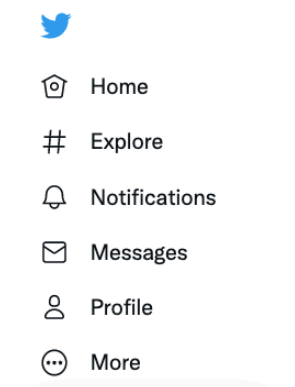 Home
Explore
Notifications
Messages
Profile
More